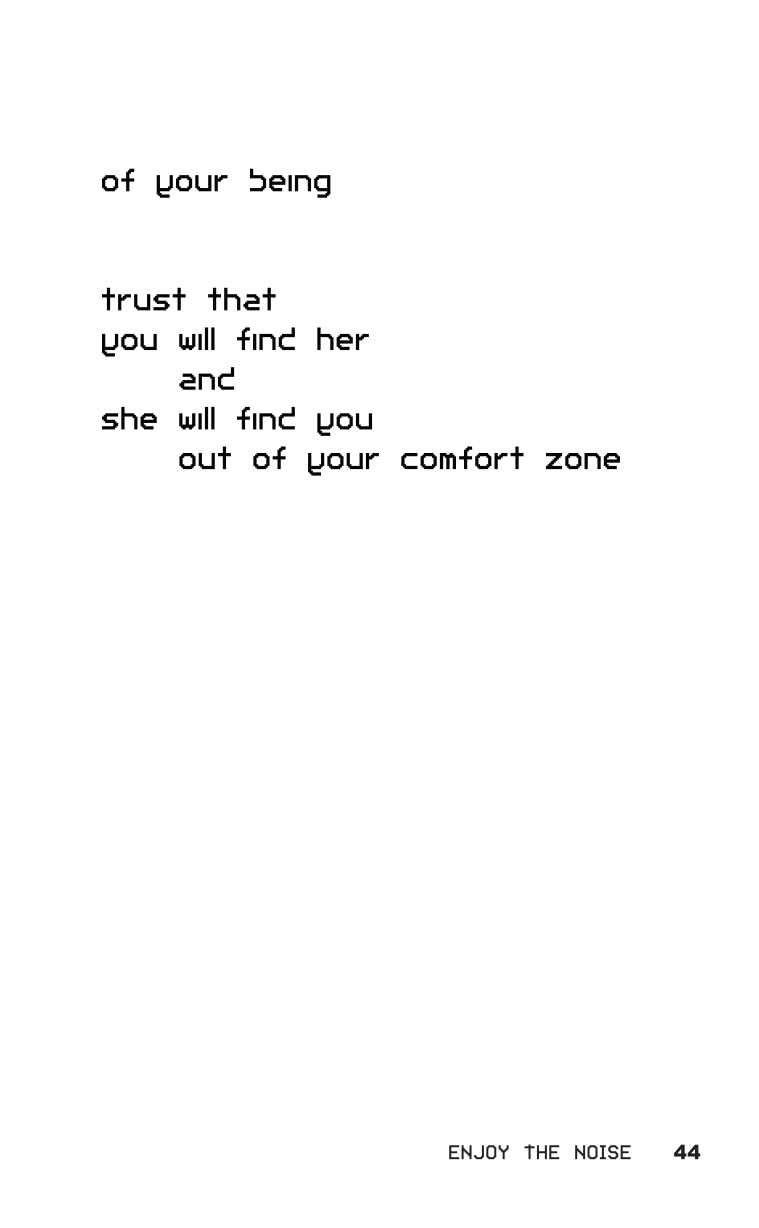 of your being
trust that
you will find her
and
she will find you
out of your comfort zone
ENJOY THE NOISE 44